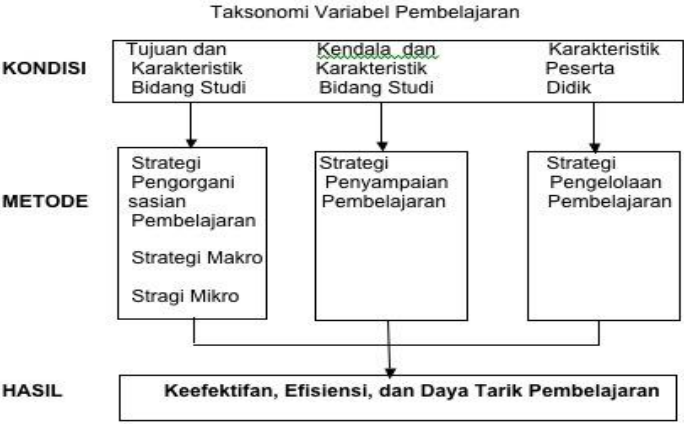 Taksonomi Variabel Pembelajaran
KONDISI
Tujuan dan
Karakteristik
Bidang Studi
Kendala dan
Karakteristik
Bidang Studi
Karakteristik
Peserta
Didik
METODE
Strategi
Pengorgani
sasian
Pembelajaran
Strategi Makro
Stragi Mikro
Strategi
Penyampaian
Pembelajaran
Strategi
Pengelolaan
Pembelajaran
HASIL
Keefektifan, Efisiensi, dan Daya Tarik Pembelajaran